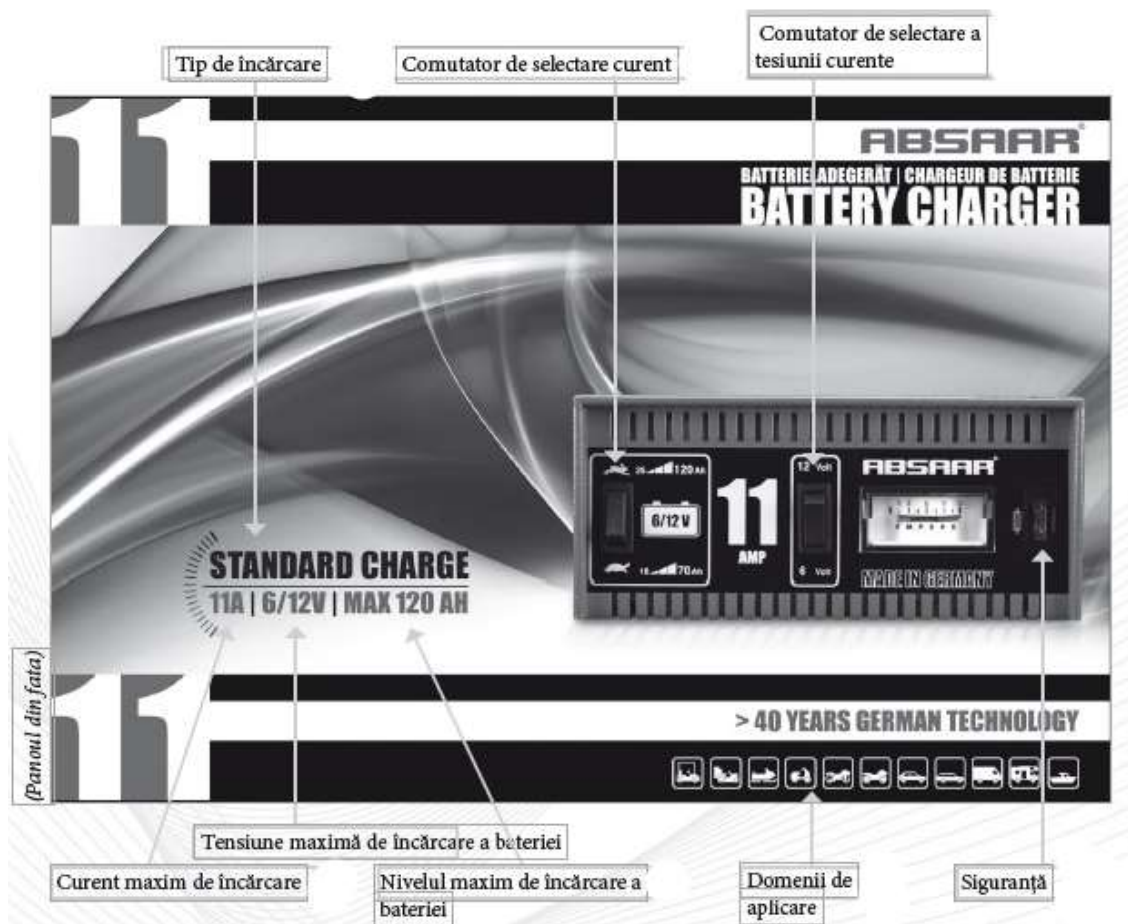 Tip de încărcare
Comutator de selectare curent
Comutator de selectare a
tesiunii curente
11
ABSAAR®
BATTERIELADEGERÄT | CHARGEUR DE BATTERIE
BATTERY CHARGER
120 Ah
6/12 V
70 Ah
11
AMP
12 Volt
6 Volt
ABSAAR
MADE IN GERMANY
STANDARD CHARGE
11A | 6/12V | MAX 120 AH
(Panoul din fata)
11
> 40 YEARS GERMAN TECHNOLOGY
Tensiune maximă de încărcare a bateriei
Curent maxim de încărcare
Nivelul maxim de încărcare a
bateriei
Domenii de
aplicare
Siguranță